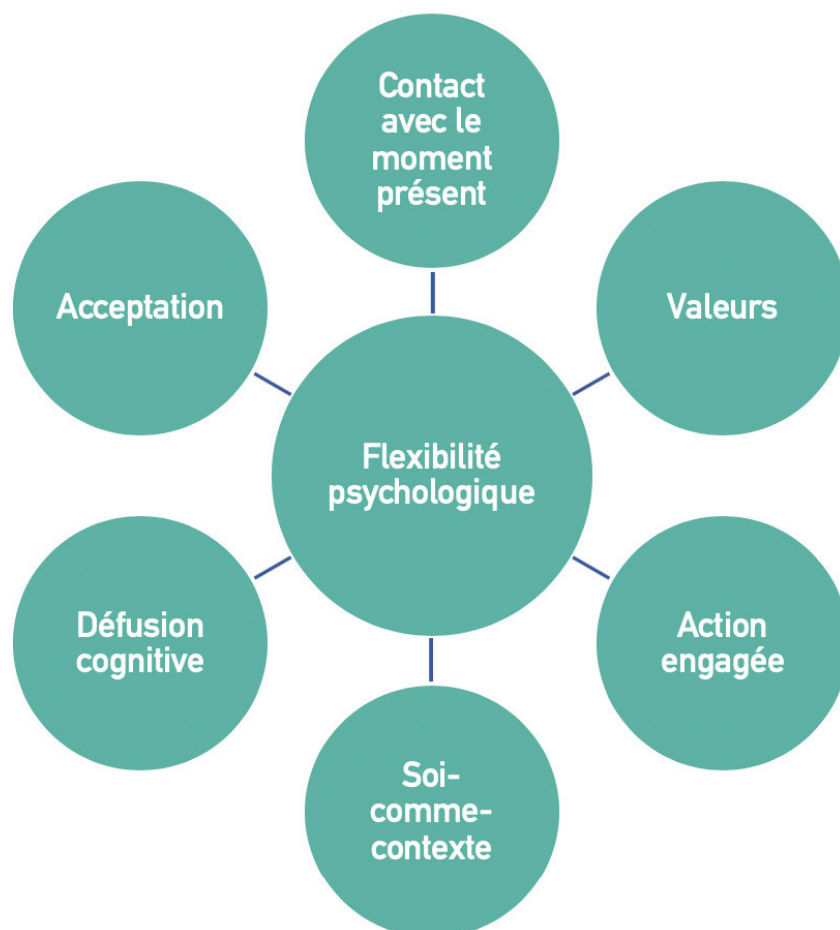 Contact
avec le
moment
présent
Acceptation
Valeurs
Flexibilité
psychologique
Défusion
cognitive
Action
engagée
Soi-
comme-
contexte